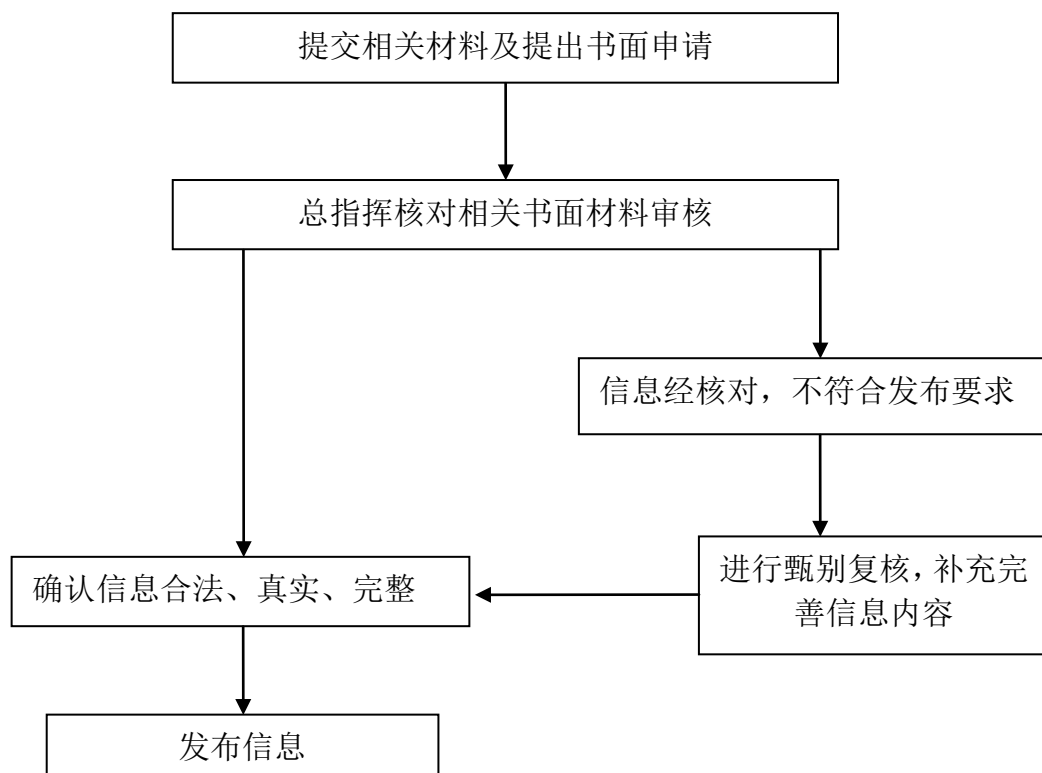 提交相关材料及提出书面申请
总指挥核对相关书面材料审核
信息经核对，不符合发布要求
进行甄别复核，补充完
善信息内容
确认信息合法、真实、完整
发布信息